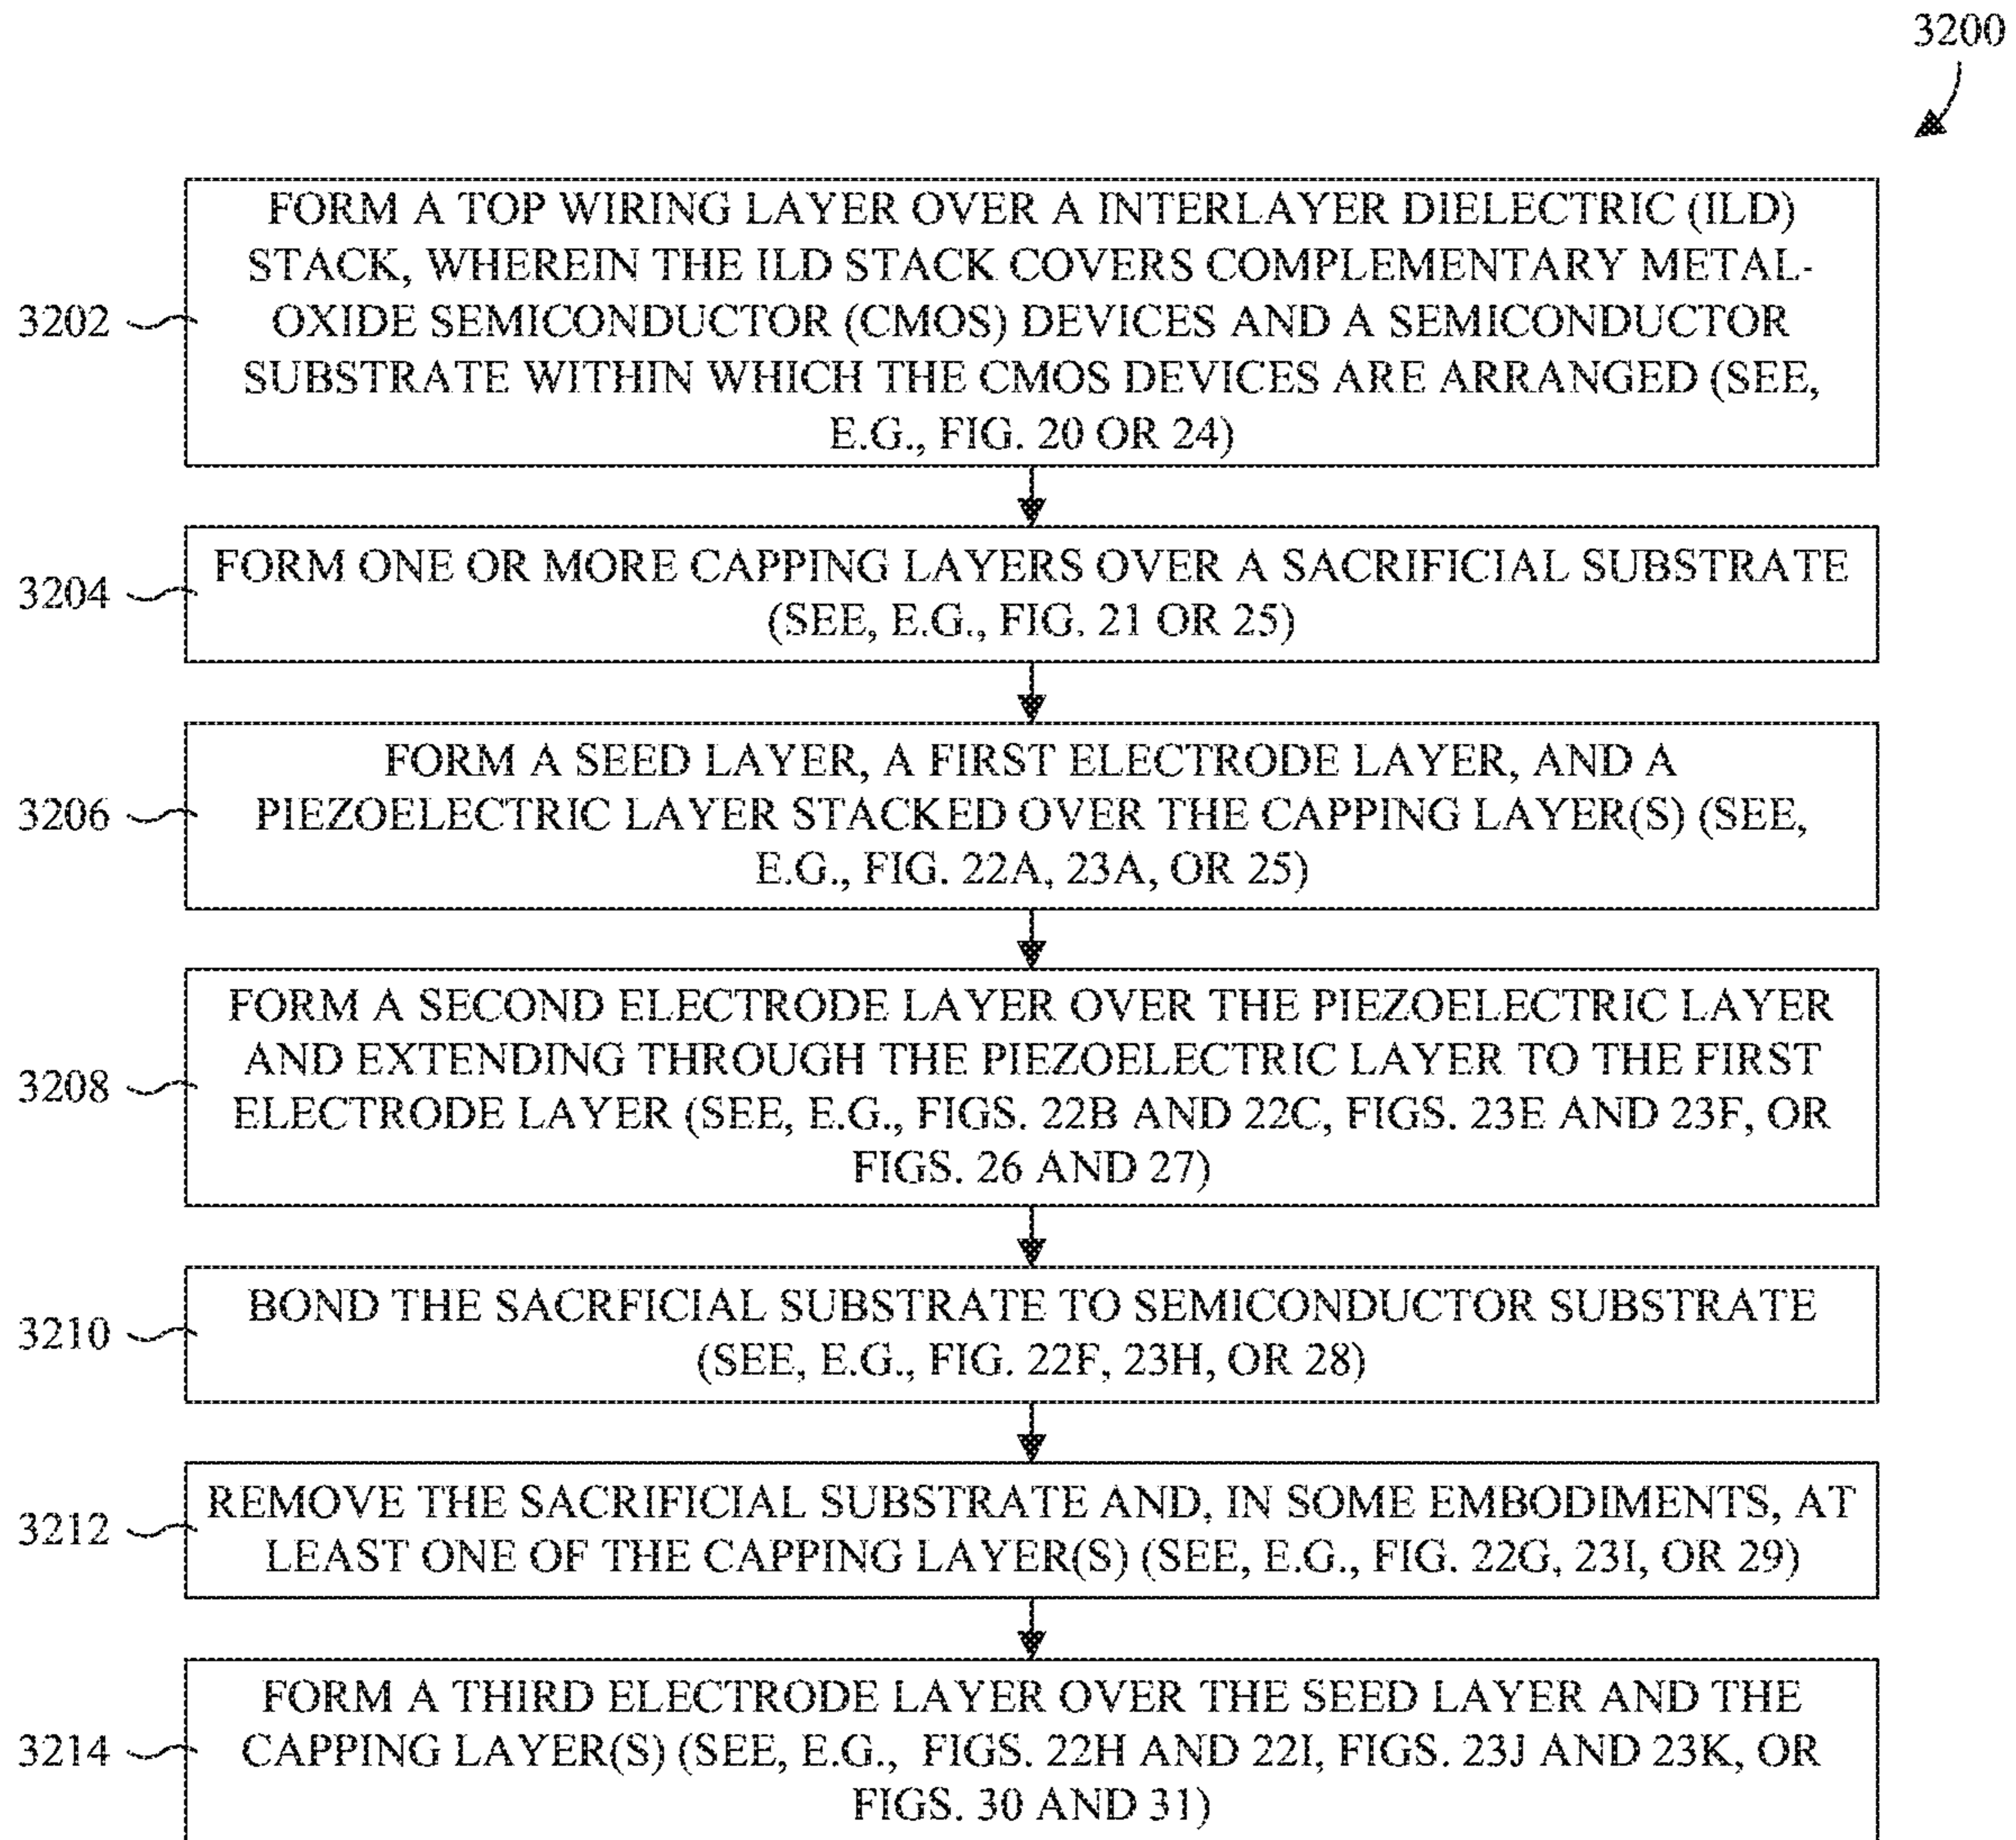 3200
FORM A TOP WIRING LAYER OVER A INTERLAYER DIELECTRIC (ILD)
STACK, WHEREIN THE ILD STACK COVERS COMPLEMENTARY METAL-
3202
OXIDE SEMICONDUCTOR (CMOS) DEVICES AND A SEMICONDUCTOR
SUBSTRATE WITHIN WHICH THE CMOS DEVICES ARE ARRANGED (SEE,
E.G., FIG. 20 OR 24)
3204
FORM ONE OR MORE CAPPING LAYERS OVER A SACRIFICIAL SUBSTRATE
(SEE, E.G., FIG. 21 OR 25)
3206
FORM A SEED LAYER, A FIRST ELECTRODE LAYER, AND A
PIEZOELECTRIC LAYER STACKED OVER THE CAPPING LAYER(S) (SEE,
E.G., FIG. 22A, 23A, OR 25)
3208
FORM A SECOND ELECTRODE LAYER OVER THE PIEZOELECTRIC LAYER
AND EXTENDING THROUGH THE PIEZOELECTRIC LAYER TO THE FIRST
ELECTRODE LAYER (SEE, E.G., FIGS. 22B AND 22C, FIGS. 23E AND 23F, OR
FIGS. 26 AND 27)
3210
BOND THE SACRFICIAL SUBSTRATE TO SEMICONDUCTOR SUBSTRATE
(SEE, E.G., FIG. 22F, 23H, OR 28)
3212
REMOVE THE SACRIFICIAL SUBSTRATE AND, IN SOME EMBODIMENTS, AT
LEAST ONE OF THE CAPPING LAYER(S) (SEE, E.G., FIG. 22G, 23I, OR 29)
3214
FORM A THIRD ELECTRODE LAYER OVER THE SEED LAYER AND THE
CAPPING LAYER(S) (SEE, E.G., FIGS. 22H AND 22I, FIGS. 23J AND 23K, OR
FIGS. 30 AND 31)